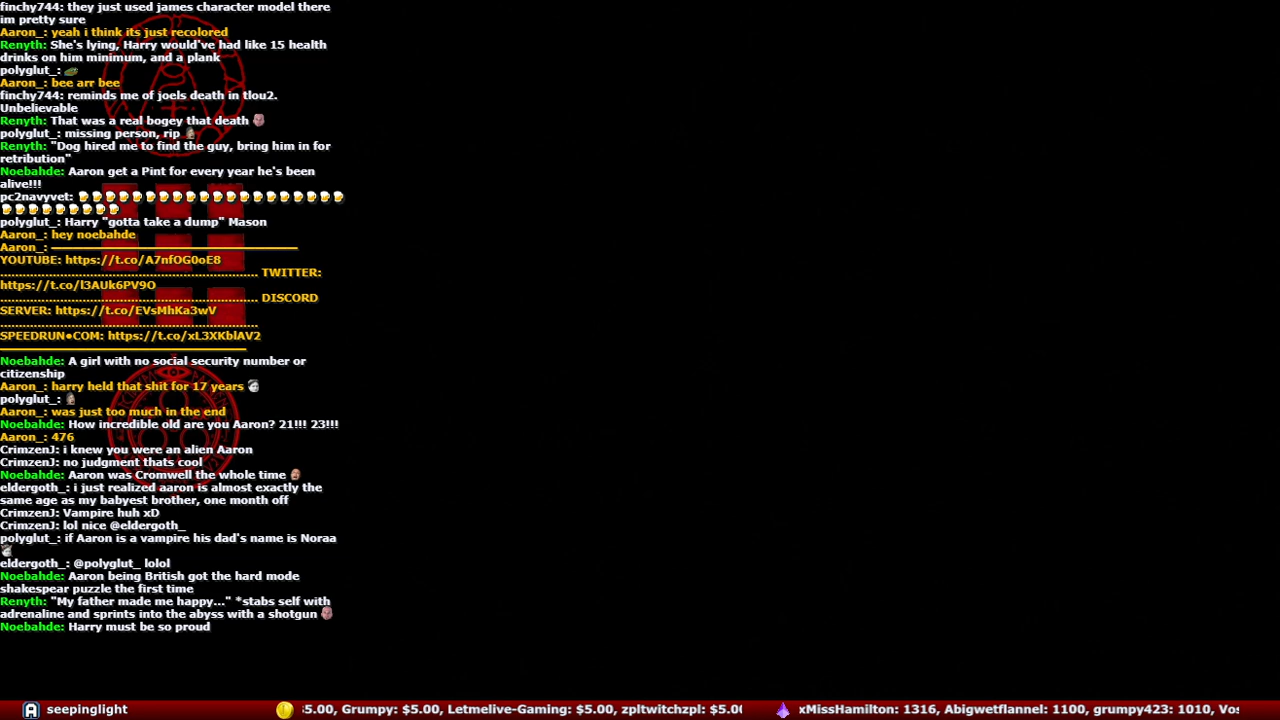 finchy744: they just used james character model there
im pretty sure
Aaron_: yeah i think its just recolored
Renyth: She's lying, Harry would've had like 15 health
drinks on him minimum, and a plank
polyglut_:
Aaron_: bee arr bee
finchy744: reminds me of joels death in tlou2.
Unbelievable
Renyth: That was a real bogey that death
polyglut_: missing person, rip
Renyth: "Dog hired me to find the guy, bring him in for
retribution"
Noebahde: Aaron get a Pint for every year he's been
alive!!!
pc2navyvet:
polyglut_: Harry "gotta take a dump" Mason
Aaron_: hey noebahde
Aaron_:
YOUTUBE: https://t.co/A7nfOG0oE8
TWITTER:
https://t.co/l3AUk6PV9O
DISCORD
SERVER: https://t.co/EVsMhKa3wV
SPEEDRUN●COM: https://t.co/xL3XKblAV2
Noebahde: A girl with no social security number or
citizenship
Aaron_: harry held that shit for 17 years
polyglut_:
Aaron_: was just too much in the end
Noebahde: How incredible old are you Aaron? 21!!! 23!!!
Aaron_: 476
CrimzenJ: i knew you were an alien Aaron
CrimzenJ: no judgment thats cool
Noebahde: Aaron was Cromwell the whole time
eldergoth_: i just realized aaron is almost exactly the
same age as my babyest brother, one month off
CrimzenJ: Vampire huh xD
CrimzenJ: lol nice @eldergoth_
polyglut_: if Aaron is a vampire his dad's name is Noraa
eldergoth_: @polyglut_ lolol
Noebahde: Aaron being British got the hard mode
shakespear puzzle the first time
Renyth: "My father made me happy..." *stabs self with
adrenaline and sprints into the abyss with a shotgun
Noebahde: Harry must be so proud
A seepinglight $5.00, Grumpy: $5.00, Letmelive-Gaming: $5.00, zpltwitchzpl: $5.00 xMissHamilton: 1316, Abigwetflannel: 1100, grumpy423: 1010, Vos